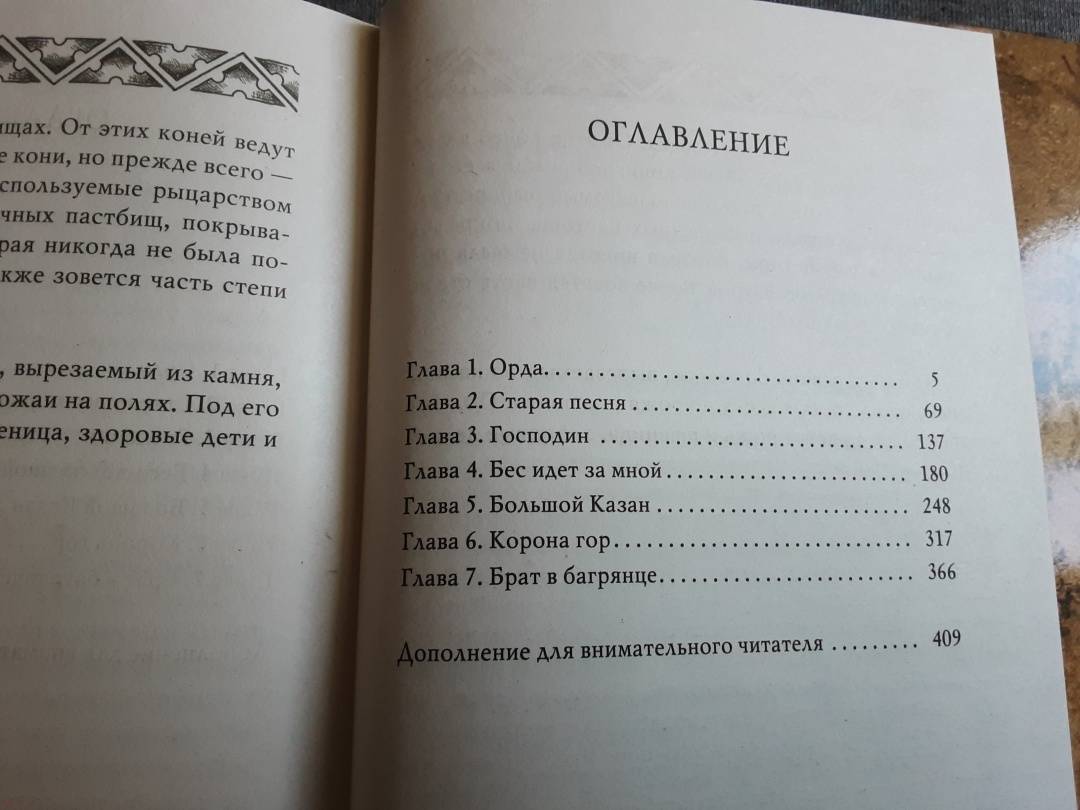 ищах. От этих коней ведут
е кони, но прежде всего —
спользуемые рыцарством
чных пастбищ, покрыва-
рая никогда не была по-
кже зовется часть степи
, вырезаемый из камня,
ожаи на полях. Под его
еница, здоровые дети и
ОГЛАВЛЕНИЕ
Глава 1. Орда. . . . . . . . . . . . . . . . . . . . . . . . . . . . . . . . . 5
Глава 2. Старая песня . . . . . . . . . . . . . . . . . . . . . . . . . 69
Глава 3. Господин . . . . . . . . . . . . . . . . . . . . . . . . . . . . 137
Глава 4. Бес идет за мной . . . . . . . . . . . . . . . . . . . . . . 180
Глава 5. Большой Казан . . . . . . . . . . . . . . . . . . . . . . . 248
Глава 6. Корона гор . . . . . . . . . . . . . . . . . . . . . . . . . . . 317
Глава 7. Брат в багрянце. . . . . . . . . . . . . . . . . . . . . . . 366
Дополнение для внимательного читателя . . . . . . . . . 409